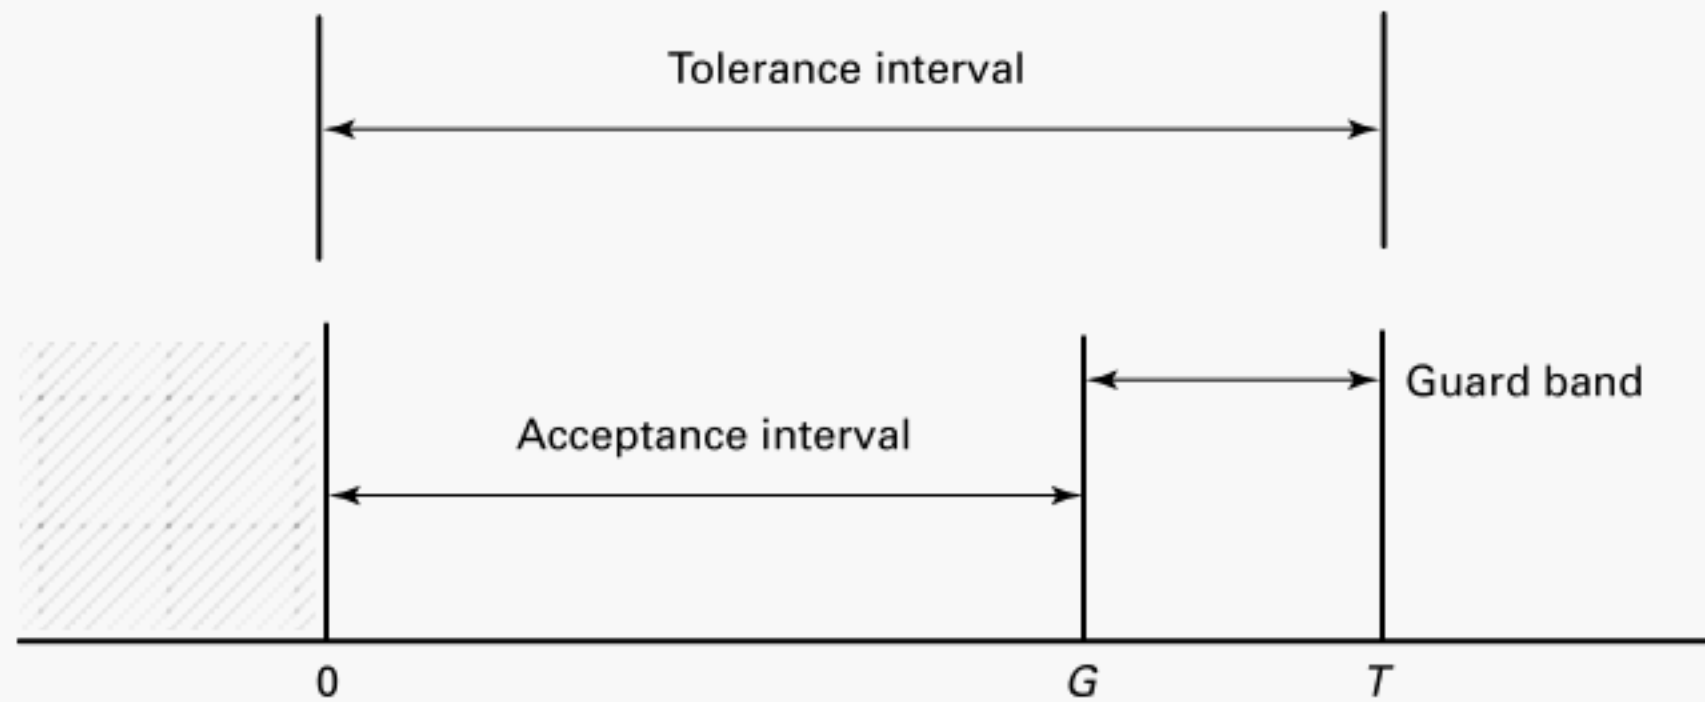 Tolerance interval
Guard band
Acceptance interval
0 G T